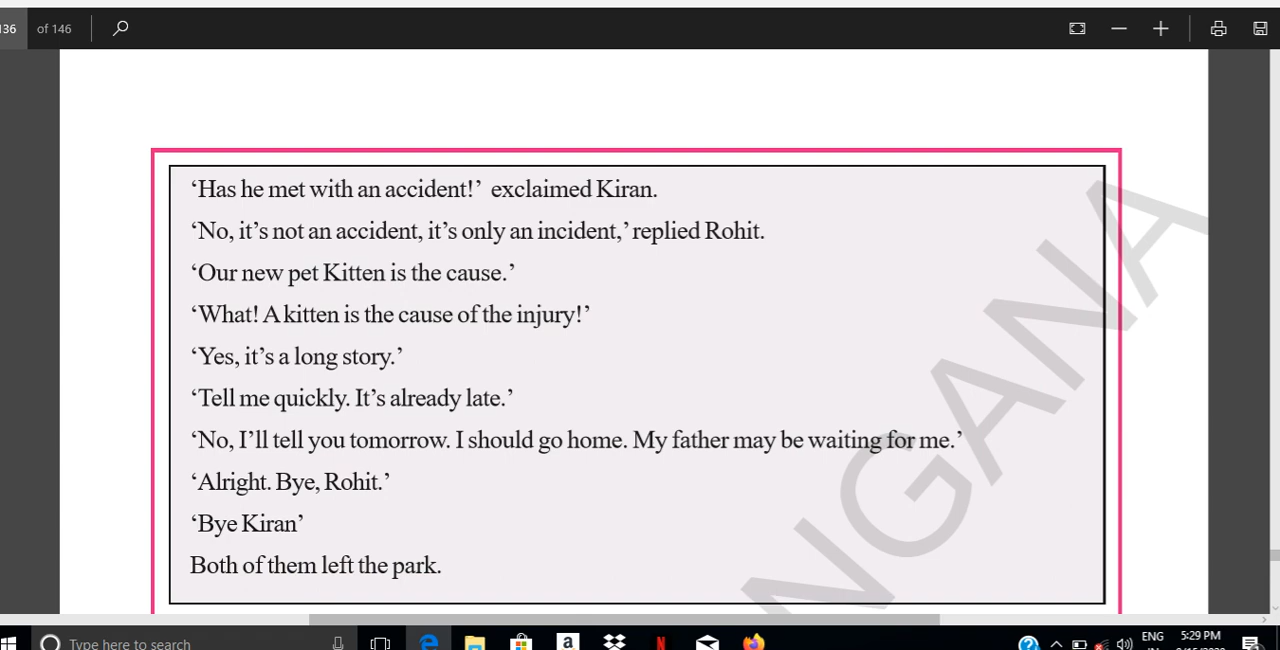 136 of 146
‘Has he met with an accident!’ exclaimed Kiran.
‘No, it’s not an accident, it’s only an incident,’ replied Rohit.
‘Our new pet Kitten is the cause.’
‘What! A kitten is the cause of the injury!’
‘Yes, it’s a long story.’
‘Tell me quickly. It’s already late.’
‘No, I’ll tell you tomorrow. I should go home. My father may be waiting for me.’
‘Alright. Bye, Rohit.’
‘Bye Kiran’
Both of them left the park.
NGANA
Type here to search
ENG
5:29 PM